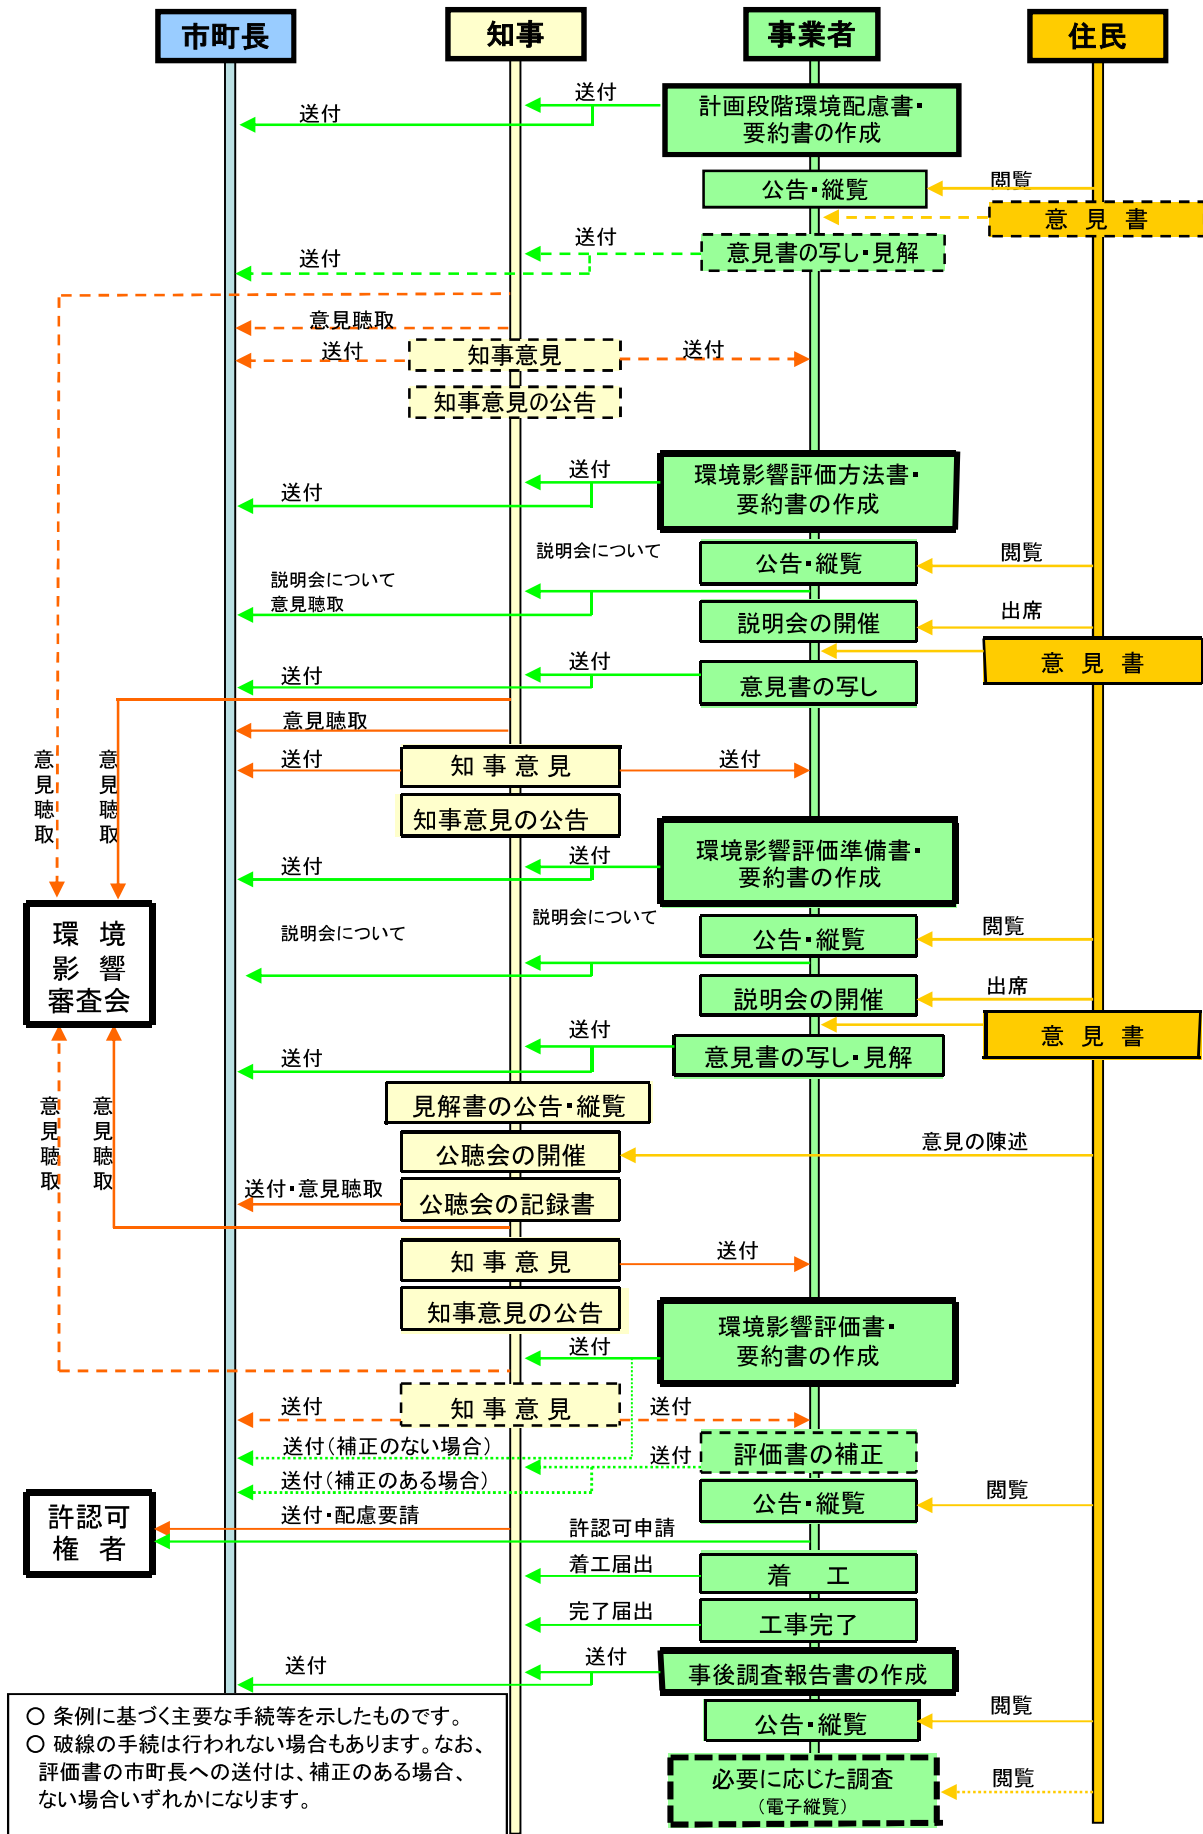 市町長
知事
事業者
住民
送付
送付
計画段階環境配慮書・
要約書の作成
公告・縦覧
閲覧
意見書
送付
送付
意見書の写し・見解
意見聴取
送付
知事意見
送付
知事意見の公告
送付
送付
環境影響評価方法書・
要約書の作成
説明会について
公告・縦覧
閲覧
説明会について
意見聴取
説明会の開催
出席
意見書
送付
送付
意見書の写し
意見聴取
送付
知事意見
送付
意見聴取
意見聴取
知事意見の公告
送付
送付
環境影響評価準備書・
要約書の作成
環境
影響
審査会
説明会について
説明会について
公告・縦覧
閲覧
説明会の開催
出席
意見書
送付
送付
意見書の写し・見解
意見聴取
意見聴取
見解書の公告・縦覧
公聴会の開催
意見の陳述
送付・意見聴取
公聴会の記録書
知事意見
送付
知事意見の公告
送付
環境影響評価書・
要約書の作成
送付
知事意見
送付
送付（補正のない場合）
送付
評価書の補正
送付（補正のある場合）
公告・縦覧
閲覧
許認可
権者
送付・配慮要請
許認可申請
着工届出
着工
完了届出
工事完了
送付
送付
事後調査報告書の作成
公告・縦覧
閲覧
必要に応じた調査
（電子縦覧）
閲覧
○ 条例に基づく主要な手続等を示したものです。
○ 破線の手続は行われない場合もあります。なお、
評価書の市町長への送付は、補正のある場合、
ない場合いずれかになります。